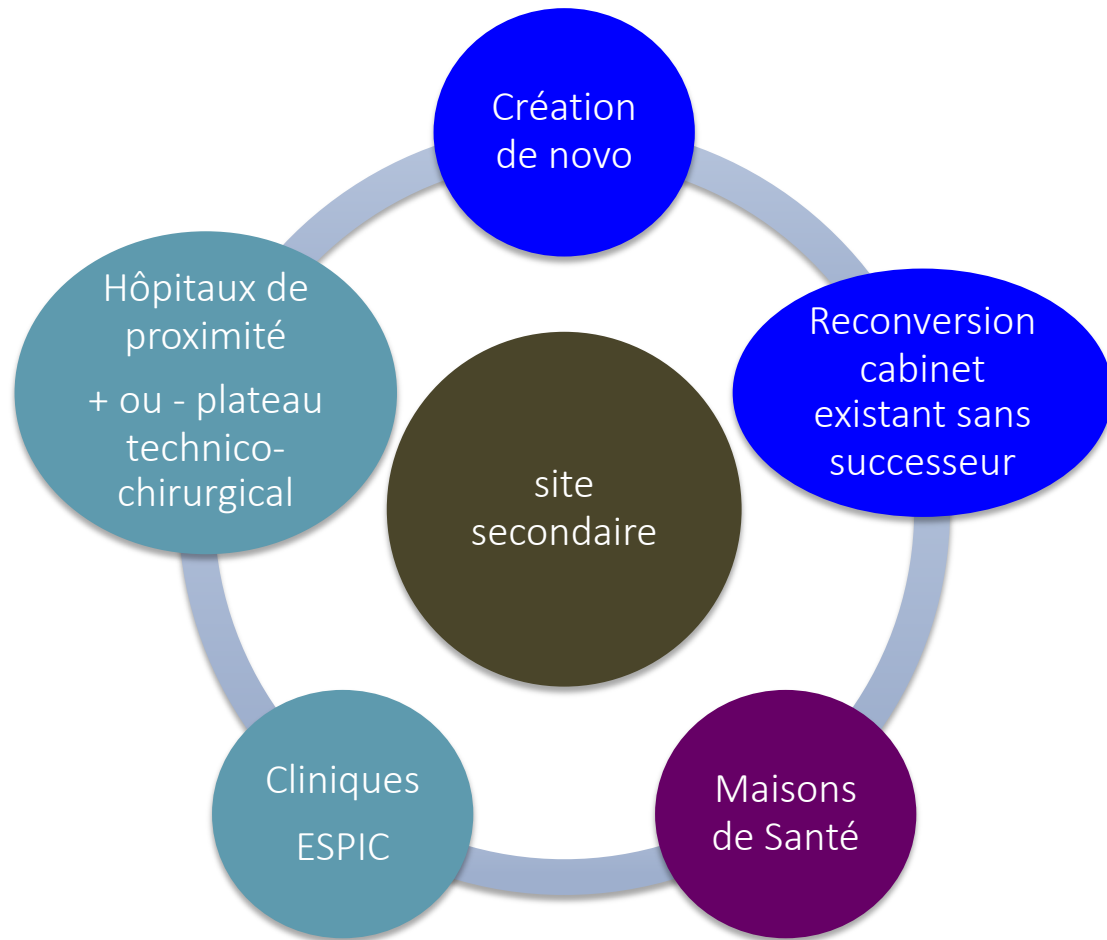 Création
de novo
Reconversion
cabinet
existant sans
successeur
Maisons
de Santé
Cliniques
ESPIC
Hôpitaux de
proximité
+ ou - plateau
technico-
chirurgical
site
secondaire